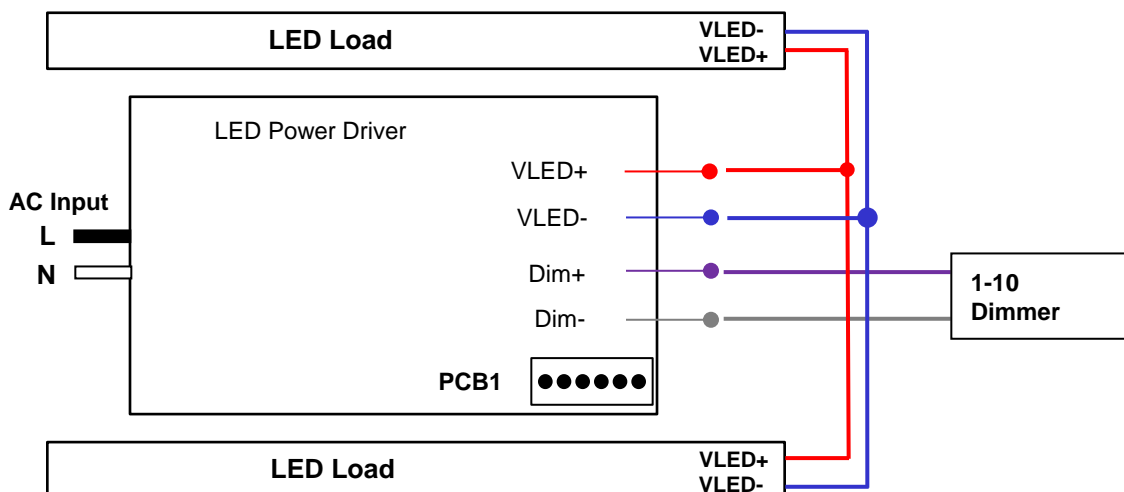 LED Load
VLED-
VLED+
LED Power Driver
VLED+
AC Input
VLED-
L
N
Dim+
1-10
Dimmer
Dim-
PCB1
LED Load
VLED+
VLED-